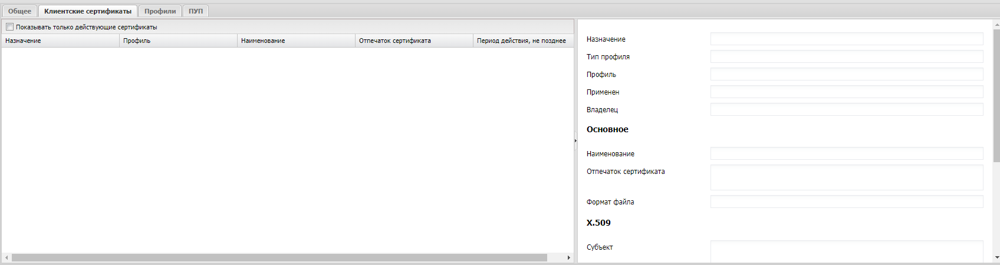 Общее Клиентские сертификаты Профили ПУП
Показывать только действующие сертификаты
Назначение Профиль Наименование Отпечаток сертификата Период действия, не позднее
Назначение
Тип профиля
Профиль
Применен
Владелец
Основное
Наименование
Отпечаток сертификата
Формат файла
X.509
Субъект